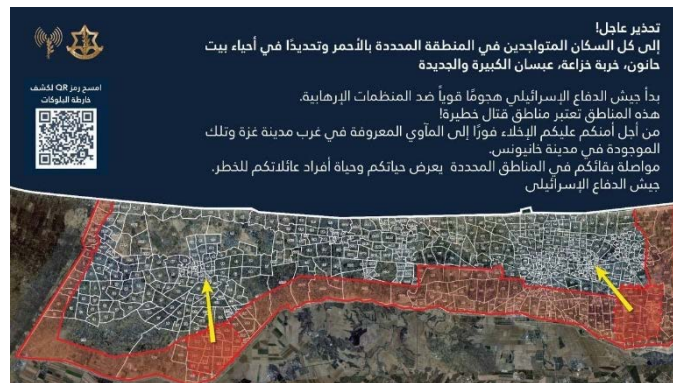 تحذير عاجل!
إلى كل السكان المتواجدين في المنطقة المحددة بالأحمر وتحديدًا في أحياء بيت
حانون، خربة خزاعة، عبسان الكبيرة والجديدة
امسح رمز QR لكشف
خارطة البلوكات
بدأ جيش الدفاع الإسرائيلي هجومًا قوياً ضد المنظمات الإرهابية.
هذه المناطق تعتبر مناطق قتال خطيرة!
من أجل أمنكم عليكم الإخلاء فورًا إلى المآوي المعروفة في غرب مدينة غزة وتلك
الموجودة في مدينة خانيونس.
مواصلة بقائكم في المناطق المحددة يعرض حياتكم وحياة أفراد عائلاتكم للخطر.
جيش الدفاع الإسرائيلي